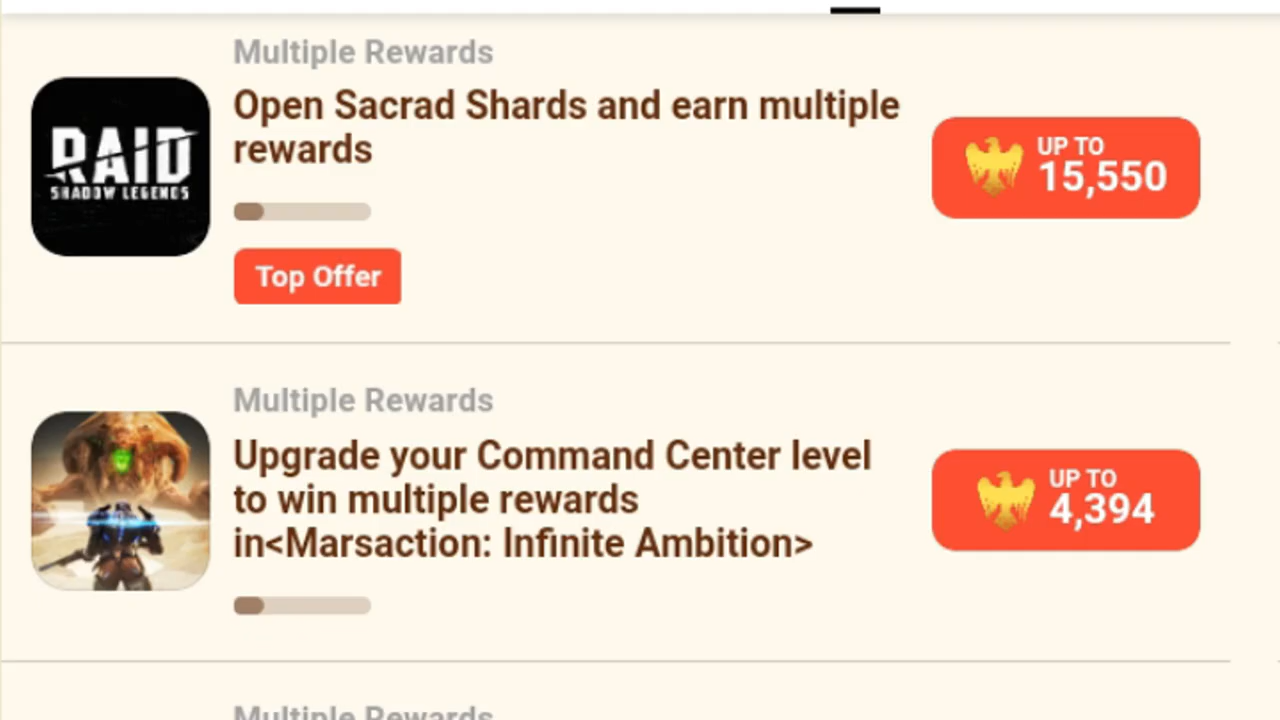 Multiple Rewards
Open Sacrad Shards and earn multiple
rewards
RAID
SHADOW LEGENDS
UP TO
15,550
Top Offer
Multiple Rewards
Upgrade your Command Center level
to win multiple rewards
in<Marsaction: Infinite Ambition>
UP TO
4,394
Multiple Rewards